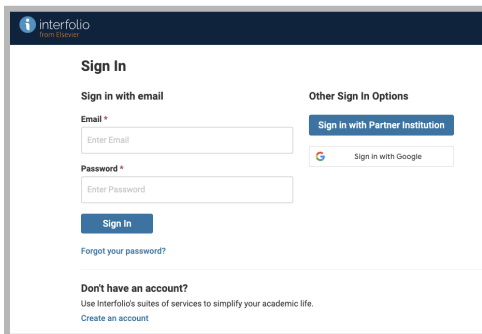 interfolio
from Elsevier
Sign In
Sign in with email
Email *
Enter Email
Password *
Enter Password
Sign In
Forgot your password?
Other Sign In Options
Sign in with Partner Institution
Sign in with Google
Don't have an account?
Use Interfolio's suites of services to simplify your academic life.
Create an account